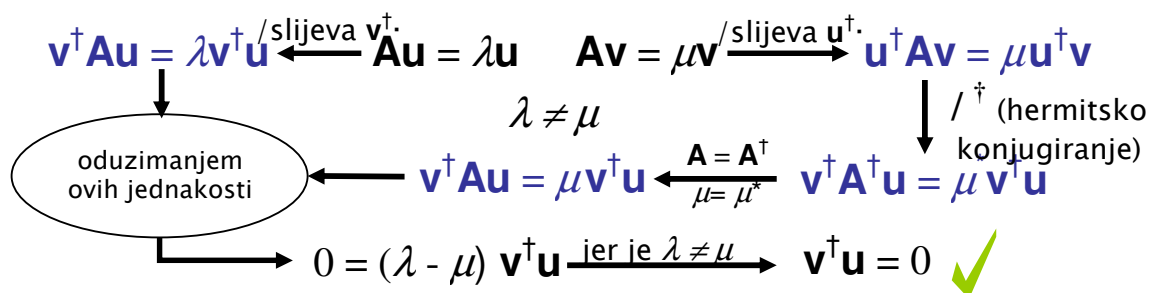 v†Au = λv†u /slijeva v†· Au = λu Av = μv /slijeva u†· u†Av = μu†v
λ ≠ μ
/ † (hermitsko
konjugiranje)
oduzimanjem
ovih jednakosti
v†Au = μv†u
A = A†
μ= μ*
v†A†u = μ*v†u
0 = (λ - μ) v†u jer je λ ≠ μ v†u = 0